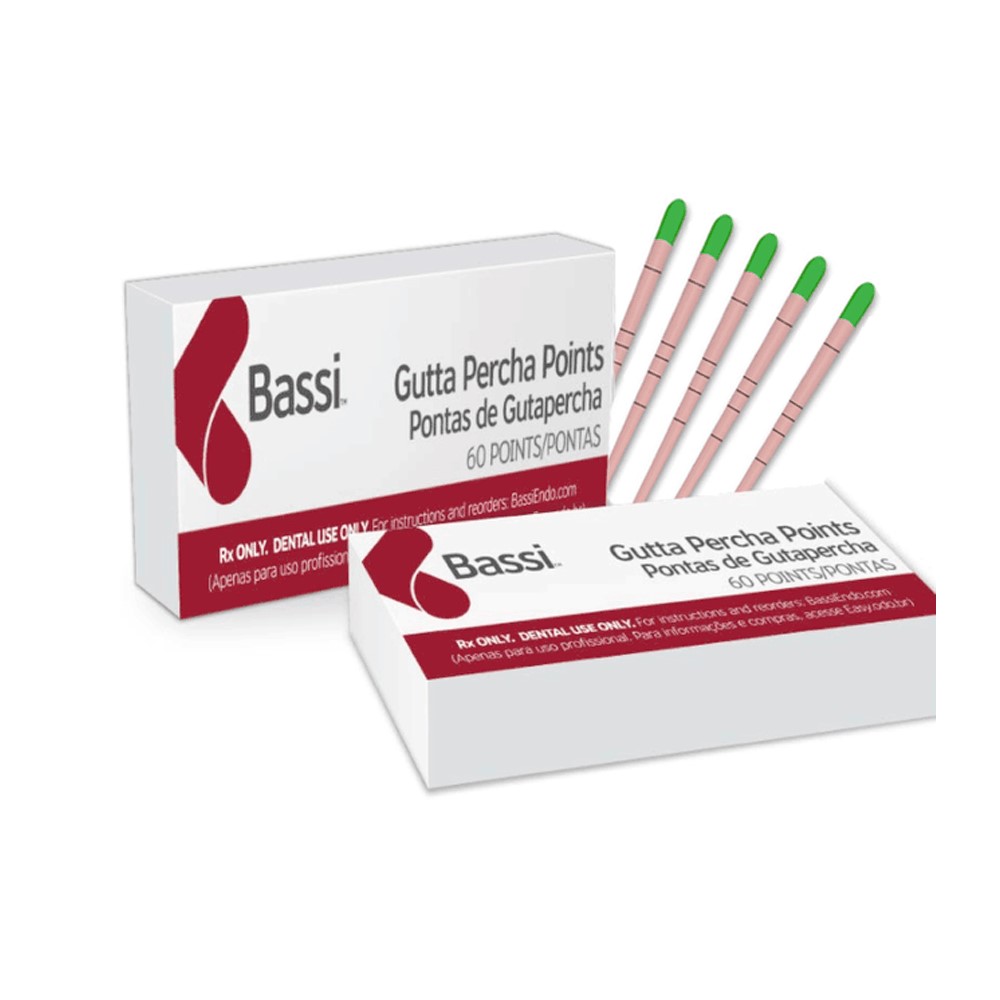 Bassi™
Gutta Percha Points
Pontas de Gutapercha
60 POINTS/PONTAS
Rx ONLY. DENTAL USE ONLY. For instructions and reorders: BassiEndo.com
(Apenas para uso profissional
Bassi™
Gutta Percha Points
Pontas de Gutapercha
60 POINTS/PONTAS
Rx ONLY. DENTAL USE ONLY. For instructions and reorders: BassiEndo.com
(Apenas para uso profissional. Para informações e compras, acesse Easy.odo.br)